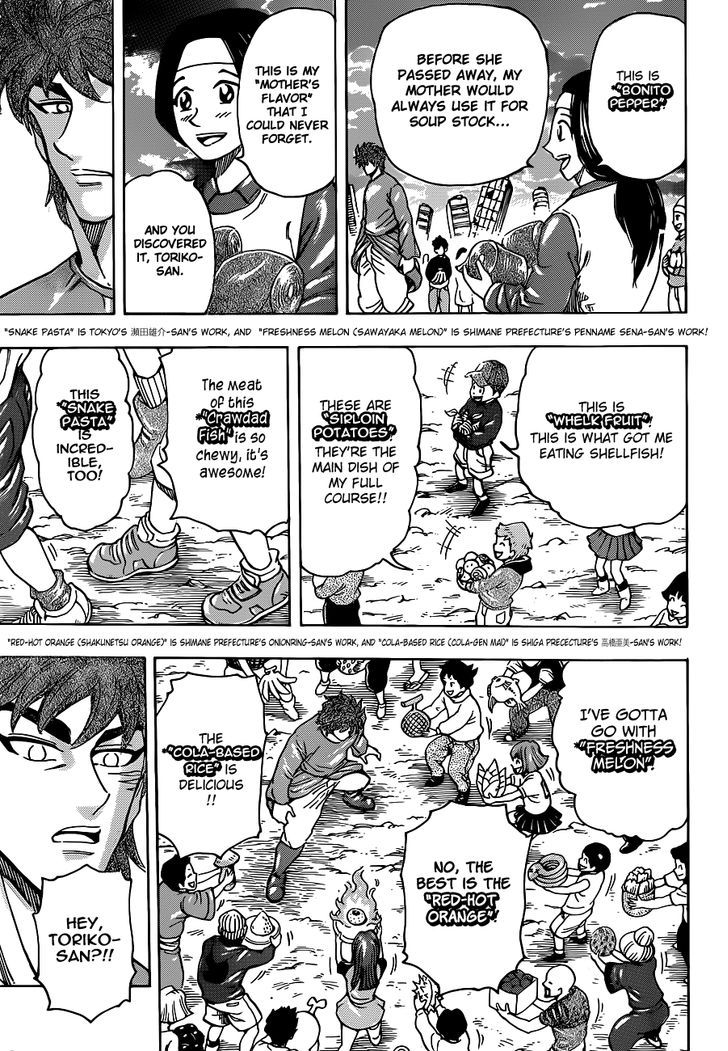 THIS IS
"BONITO
PEPPER".
BEFORE SHE
PASSED AWAY, MY
MOTHER WOULD
ALWAYS USE IT FOR
SOUP STOCK...
THIS IS MY
"MOTHER'S
FLAVOR"
THAT I
COULD NEVER
FORGET.
AND YOU
DISCOVERED
IT, TORIKO-
SAN.
"SNAKE PASTA" IS TOKYO'S 瀬田雄介-SAN'S WORK, AND "FRESHNESS MELON (SAWAYAKA MELON)" IS SHIMANE PREFECTURE'S PENNAME SENA-SAN'S WORK!
THIS IS
"WHELK FRUIT"!
THIS IS WHAT GOT ME
EATING SHELLFISH!
THESE ARE
"SIRLOIN
POTATOES"!
THEY'RE THE
MAIN DISH OF
MY FULL
COURSE!!
The meat
of this
"Crawdad
Fish" is so
chewy, it's
awesome!
THIS
"SNAKE
PASTA"
IS
INCRED-
IBLE,
TOO!
"RED-HOT ORANGE (SHAKUNETSU ORANGE)" IS SHIMANE PREFECTURE'S ONIONRING-SAN'S WORK, AND "COLA-BASED RICE (COLA-GEN MAI)" IS SHIGA PRECECTURE'S 高橋亜美-SAN'S WORK!
I'VE GOTTA
GO WITH
"FRESHNESS
MELON"!
THE
"COLA-BASED
RICE" IS
DELICIOUS
!!
NO, THE
BEST IS THE
"RED-HOT
ORANGE"!
HEY,
TORIKO-
SAN?!!